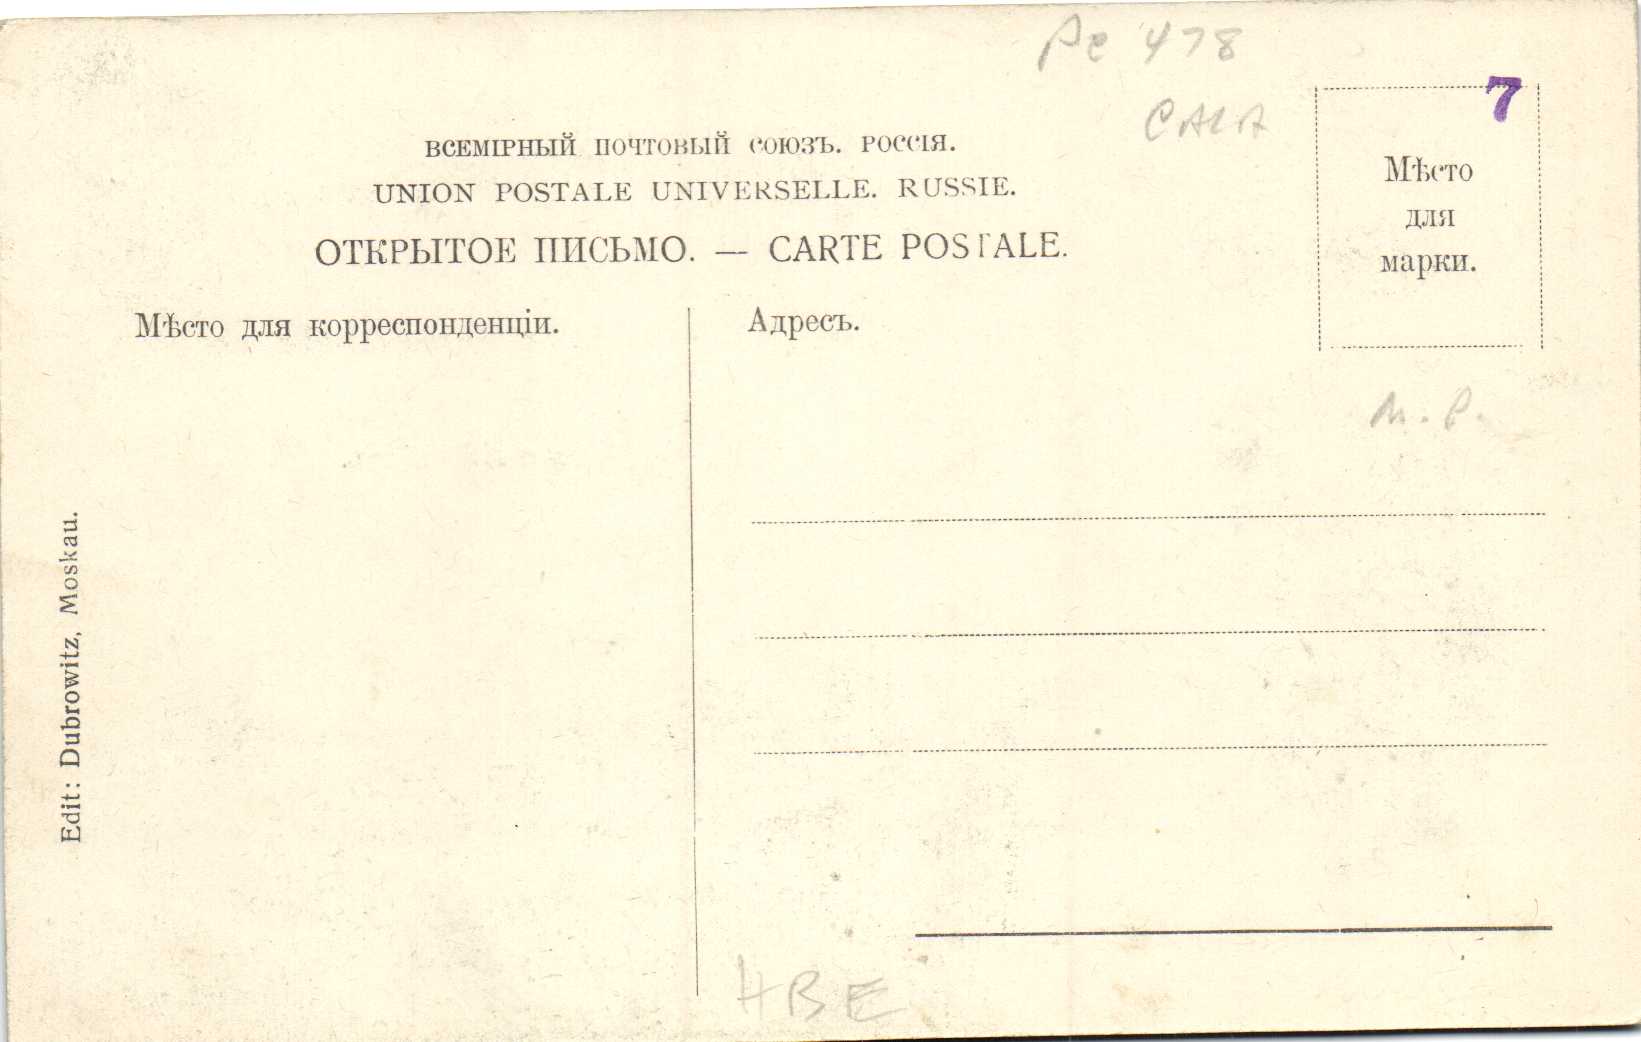 Pc 478
7
ВСЕМІРНЫЙ ПОЧТОВЫЙ СОЮЗЪ. РОССІЯ.
UNION POSTALE UNIVERSELLE. RUSSIE.
ОТКРЫТОЕ ПИСЬМО. — CARTE POSTALE.
Мѣсто
для
марки.
Мѣсто для корреспонденціи.
Адресъ.
Edit: Dubrowitz, Moskau.
HBE